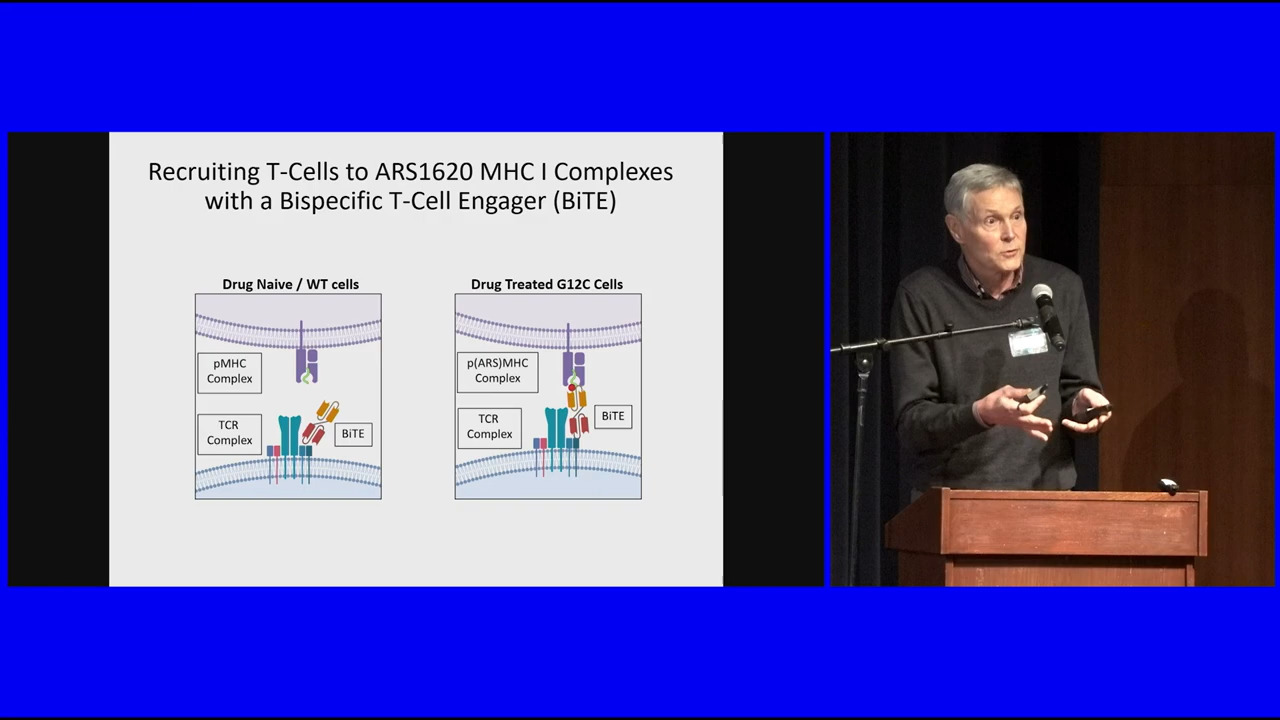 Recruiting T-Cells to ARS1620 MHC I Complexes
with a Bispecific T-Cell Engager (BiTE)
Drug Naive / WT cells
pMHC
Complex
TCR
Complex
BiTE
Drug Treated G12C Cells
p(ARS)MHC
Complex
TCR
Complex
BiTE